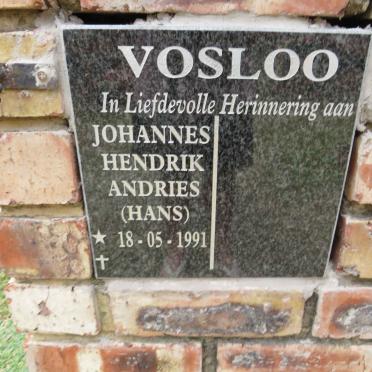 VOSLOO
In Liefdevolle Herinnering aan
JOHANNES
HENDRIK
ANDRIES
(HANS)
★ 18 - 05 - 1991
✝